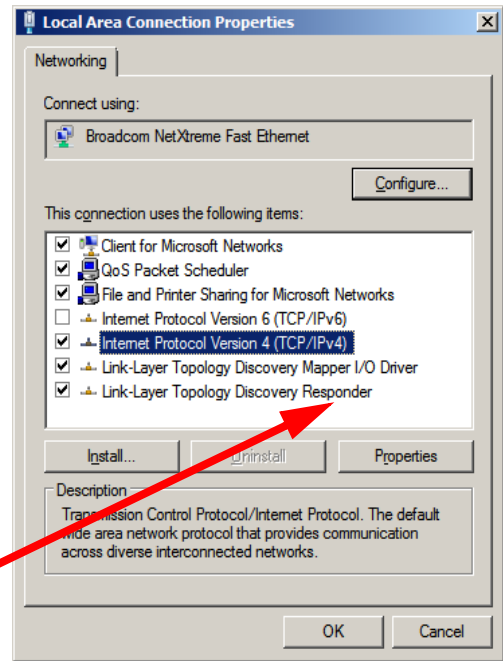 Local Area Connection Properties
Networking
Connect using:
Broadcom NetXtreme Fast Ethernet
Configure...
This connection uses the following items:
Client for Microsoft Networks
QoS Packet Scheduler
File and Printer Sharing for Microsoft Networks
Internet Protocol Version 6 (TCP/IPv6)
Internet Protocol Version 4 (TCP/IPv4)
Link-Layer Topology Discovery Mapper I/O Driver
Link-Layer Topology Discovery Responder
Install...
Uninstall
Properties
Description
Transmission Control Protocol/Internet Protocol. The default
wide area network protocol that provides communication
across diverse interconnected networks.
OK
Cancel